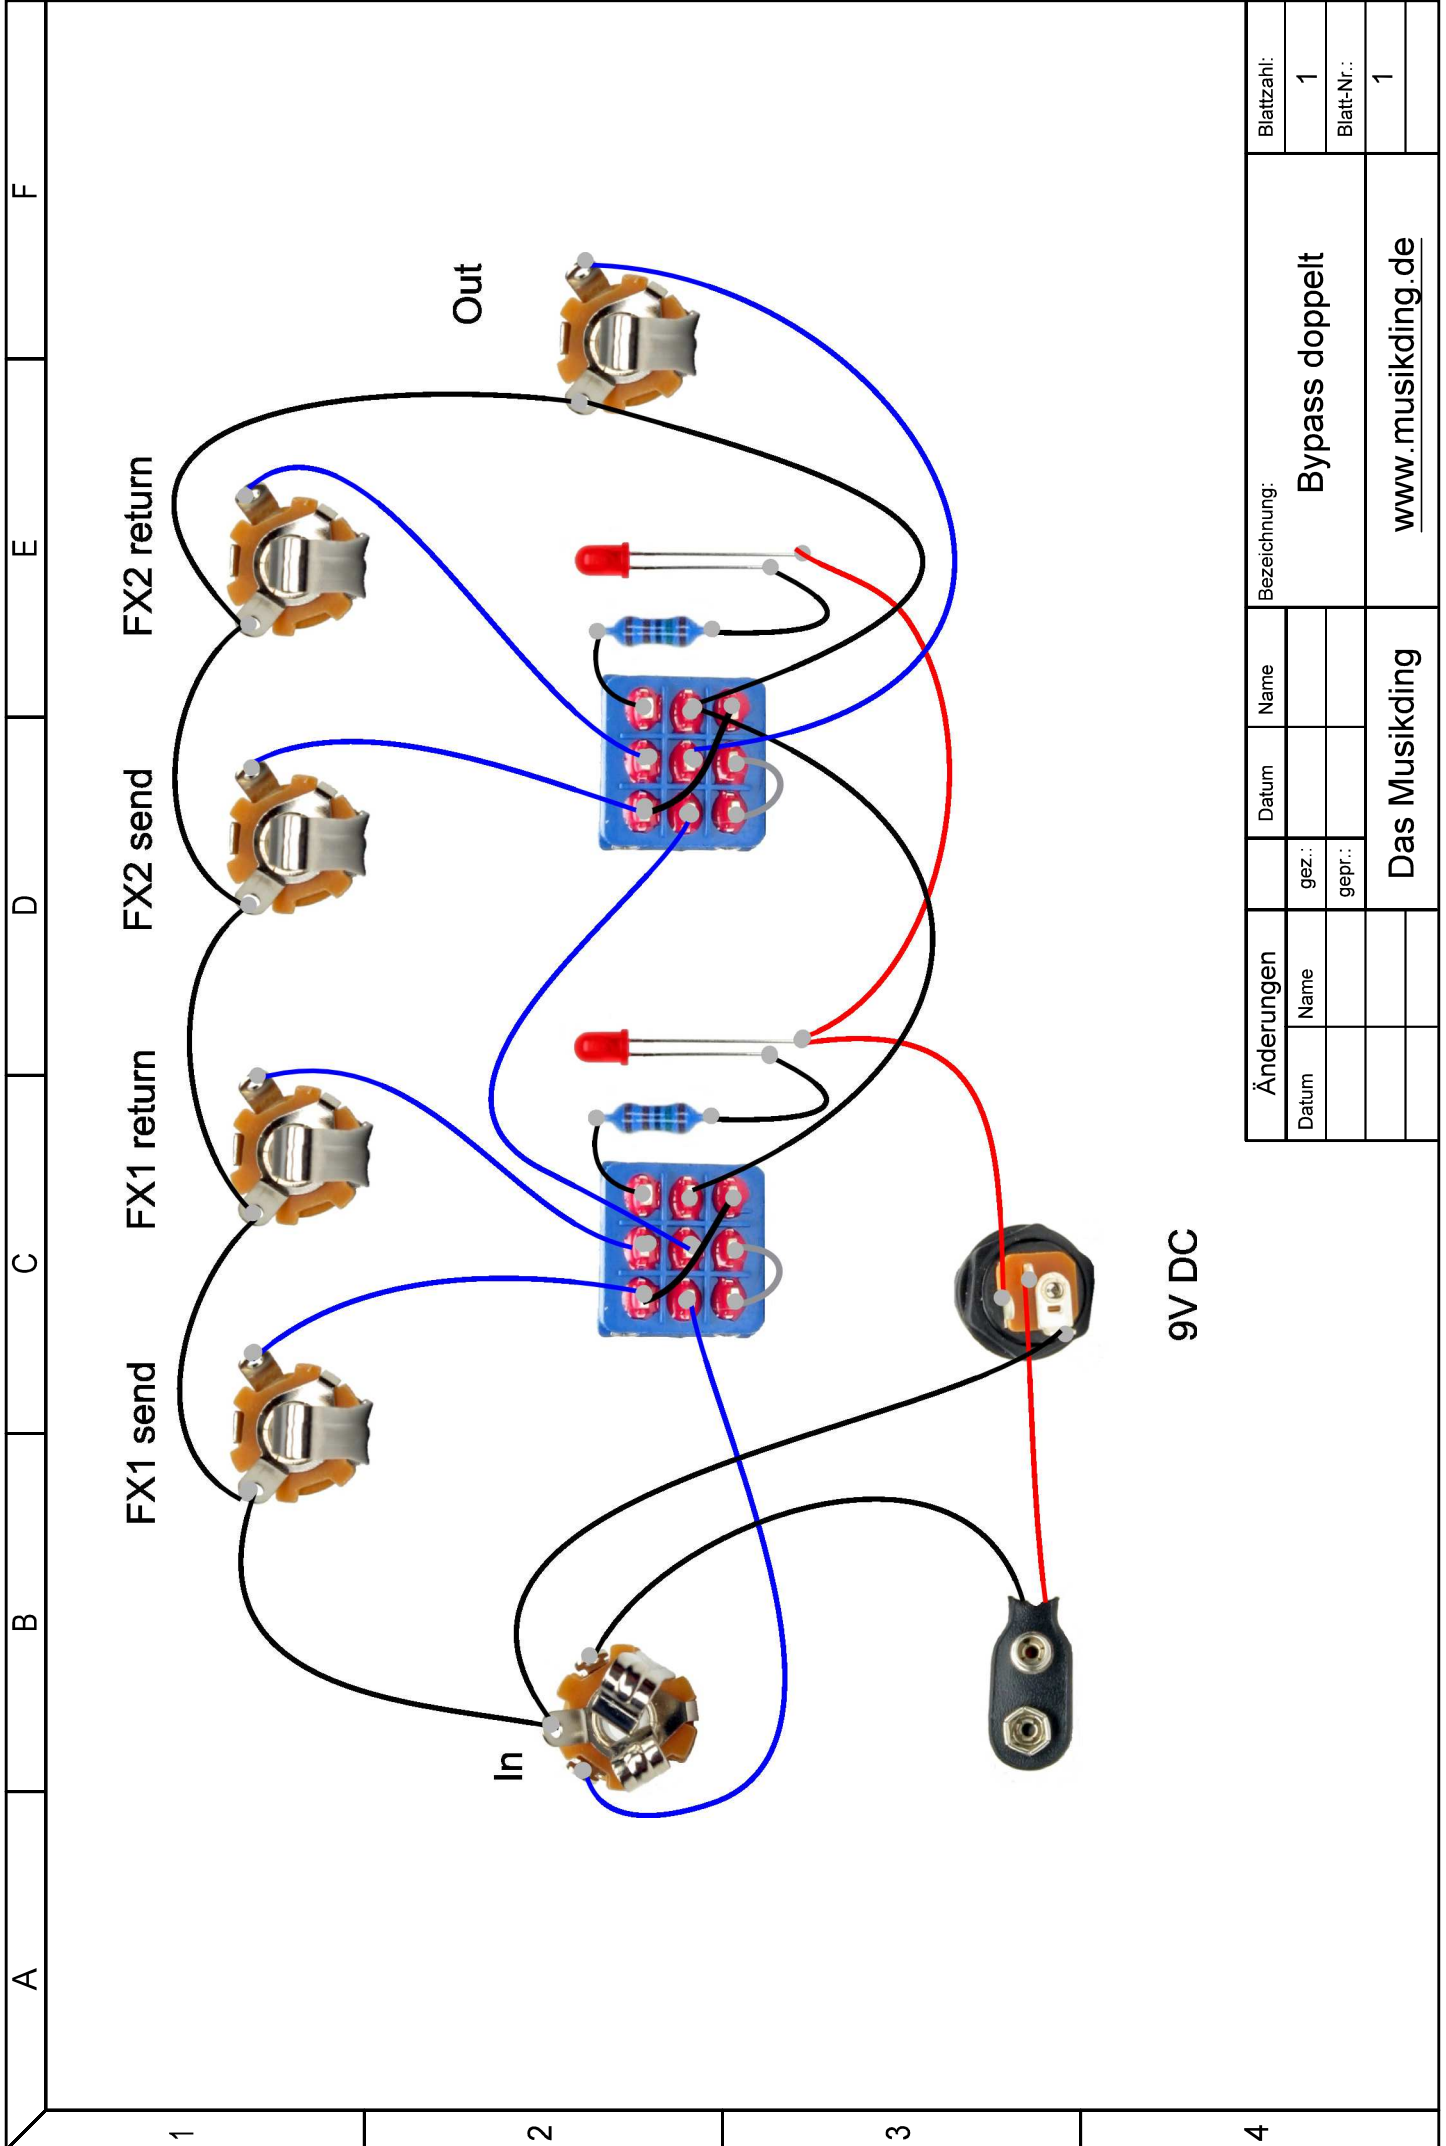 A
B
C
D
E
F
1
2
3
4
FX1 send
FX1 return
FX2 send
FX2 return
In
Out
9V DC
Änderungen
Datum
Name
Datum
Name
gez.:
gepr.:
Das Musikding
Bezeichnung:
Bypass doppelt
www.musikding.de
Blattzahl:
1
Blatt-Nr.:
1